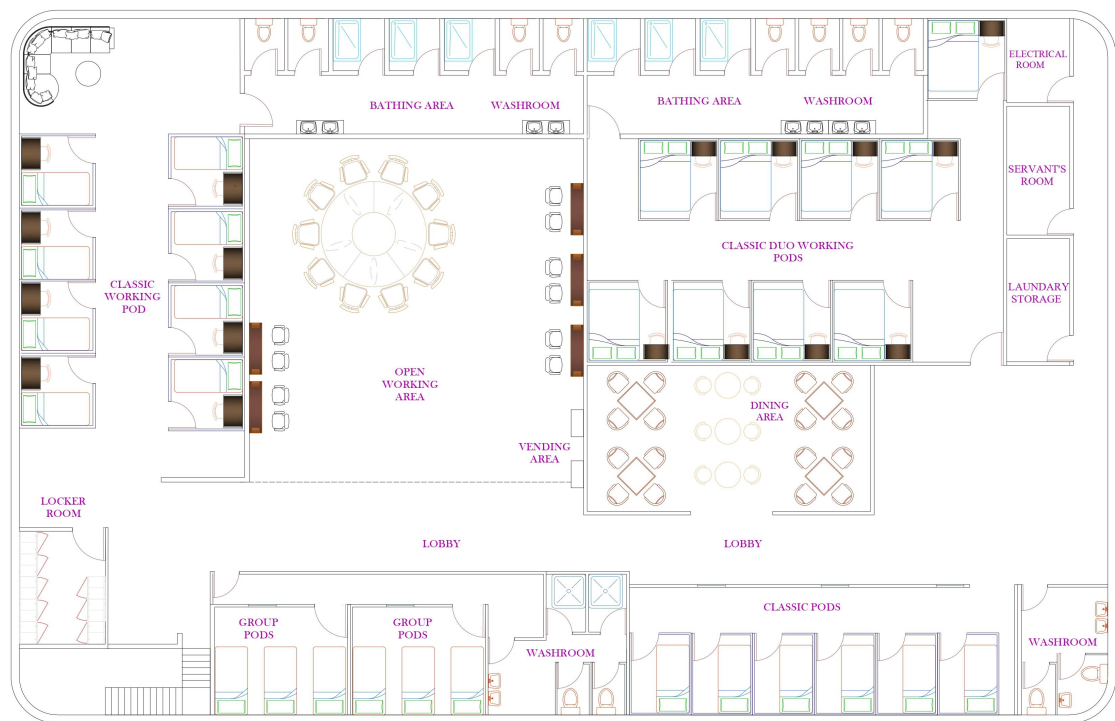 ELECTRICAL
ROOM
BATHING AREA
WASHROOM
BATHING AREA
WASHROOM
SERVANT'S
ROOM
CLASSIC DUO WORKING
PODS
CLASSIC
WORKING
POD
LAUNDARY
STORAGE
OPEN
WORKING
AREA
DINING
AREA
VENDING
AREA
LOCKER
ROOM
LOBBY
LOBBY
CLASSIC PODS
GROUP
PODS
GROUP
PODS
WASHROOM
WASHROOM